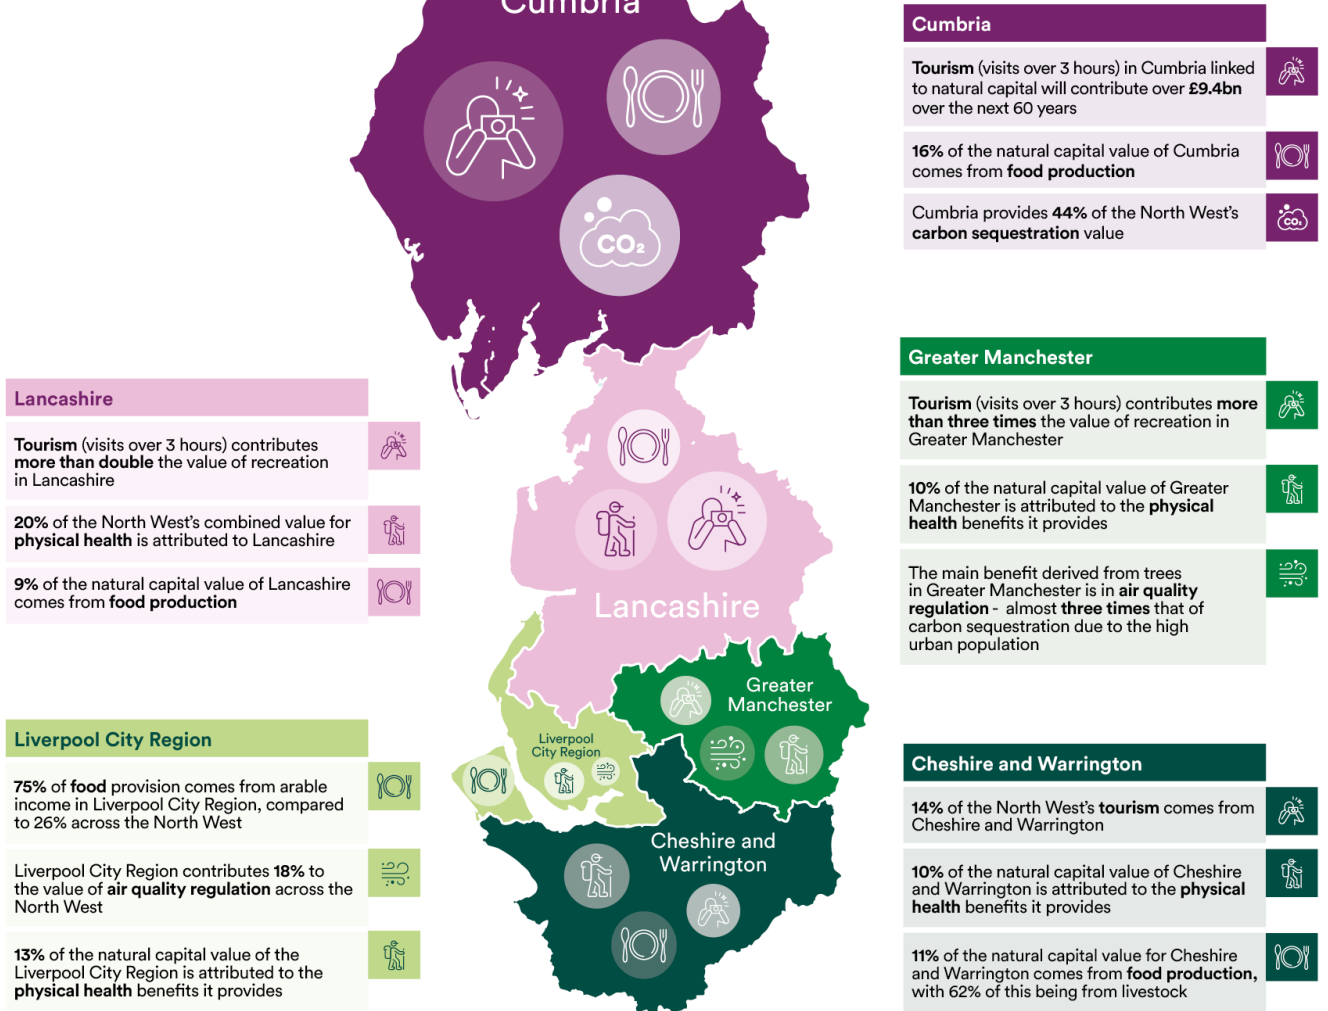 Cumbria
CO₂
Lancashire
Greater
Manchester
Liverpool
City Region
Cheshire and
Warrington
Lancashire
Tourism (visits over 3 hours) contributes
more than double the value of recreation
in Lancashire
20% of the North West's combined value for
physical health is attributed to Lancashire
9% of the natural capital value of Lancashire
comes from food production
Liverpool City Region
75% of food provision comes from arable
income in Liverpool City Region, compared
to 26% across the North West
Liverpool City Region contributes 18% to
the value of air quality regulation across the
North West
13% of the natural capital value of the
Liverpool City Region is attributed to the
physical health benefits it provides
Cumbria
Tourism (visits over 3 hours) in Cumbria linked
to natural capital will contribute over £9.4bn
over the next 60 years
16% of the natural capital value of Cumbria
comes from food production
Cumbria provides 44% of the North West's
carbon sequestration value
CO₂
Greater Manchester
Tourism (visits over 3 hours) contributes more
than three times the value of recreation in
Greater Manchester
10% of the natural capital value of Greater
Manchester is attributed to the physical
health benefits it provides
The main benefit derived from trees
in Greater Manchester is in air quality
regulation - almost three times that of
carbon sequestration due to the high
urban population
Cheshire and Warrington
14% of the North West's tourism comes from
Cheshire and Warrington
10% of the natural capital value of Cheshire
and Warrington is attributed to the physical
health benefits it provides
11% of the natural capital value for Cheshire
and Warrington comes from food production,
with 62% of this being from livestock